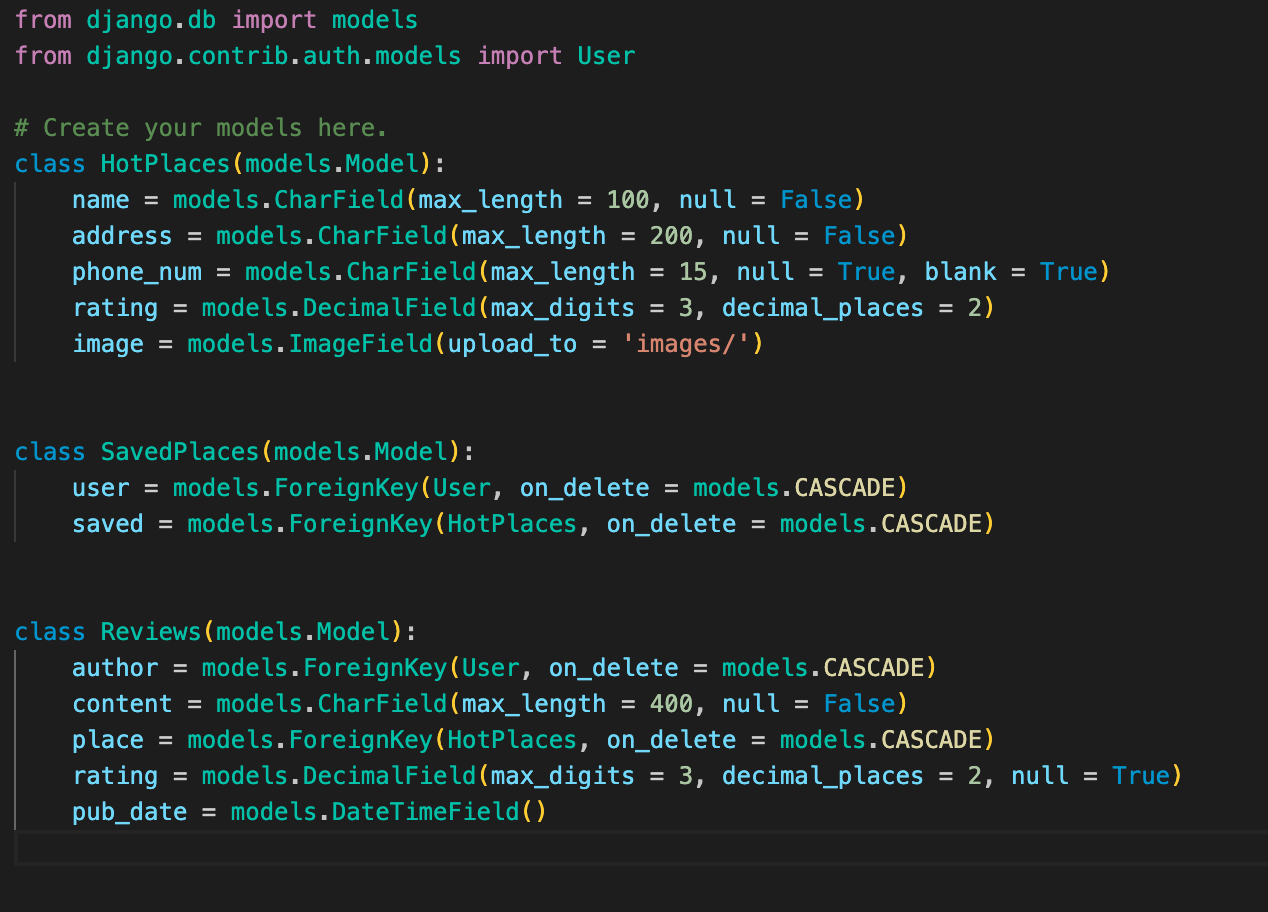 from django.db import models
from django.contrib.auth.models import User

# Create your models here.
class HotPlaces(models.Model):
    name = models.CharField(max_length = 100, null = False)
    address = models.CharField(max_length = 200, null = False)
    phone_num = models.CharField(max_length = 15, null = True, blank = True)
    rating = models.DecimalField(max_digits = 3, decimal_places = 2)
    image = models.ImageField(upload_to = 'images/')


class SavedPlaces(models.Model):
    user = models.ForeignKey(User, on_delete = models.CASCADE)
    saved = models.ForeignKey(HotPlaces, on_delete = models.CASCADE)


class Reviews(models.Model):
    author = models.ForeignKey(User, on_delete = models.CASCADE)
    content = models.CharField(max_length = 400, null = False)
    place = models.ForeignKey(HotPlaces, on_delete = models.CASCADE)
    rating = models.DecimalField(max_digits = 3, decimal_places = 2, null = True)
    pub_date = models.DateTimeField()